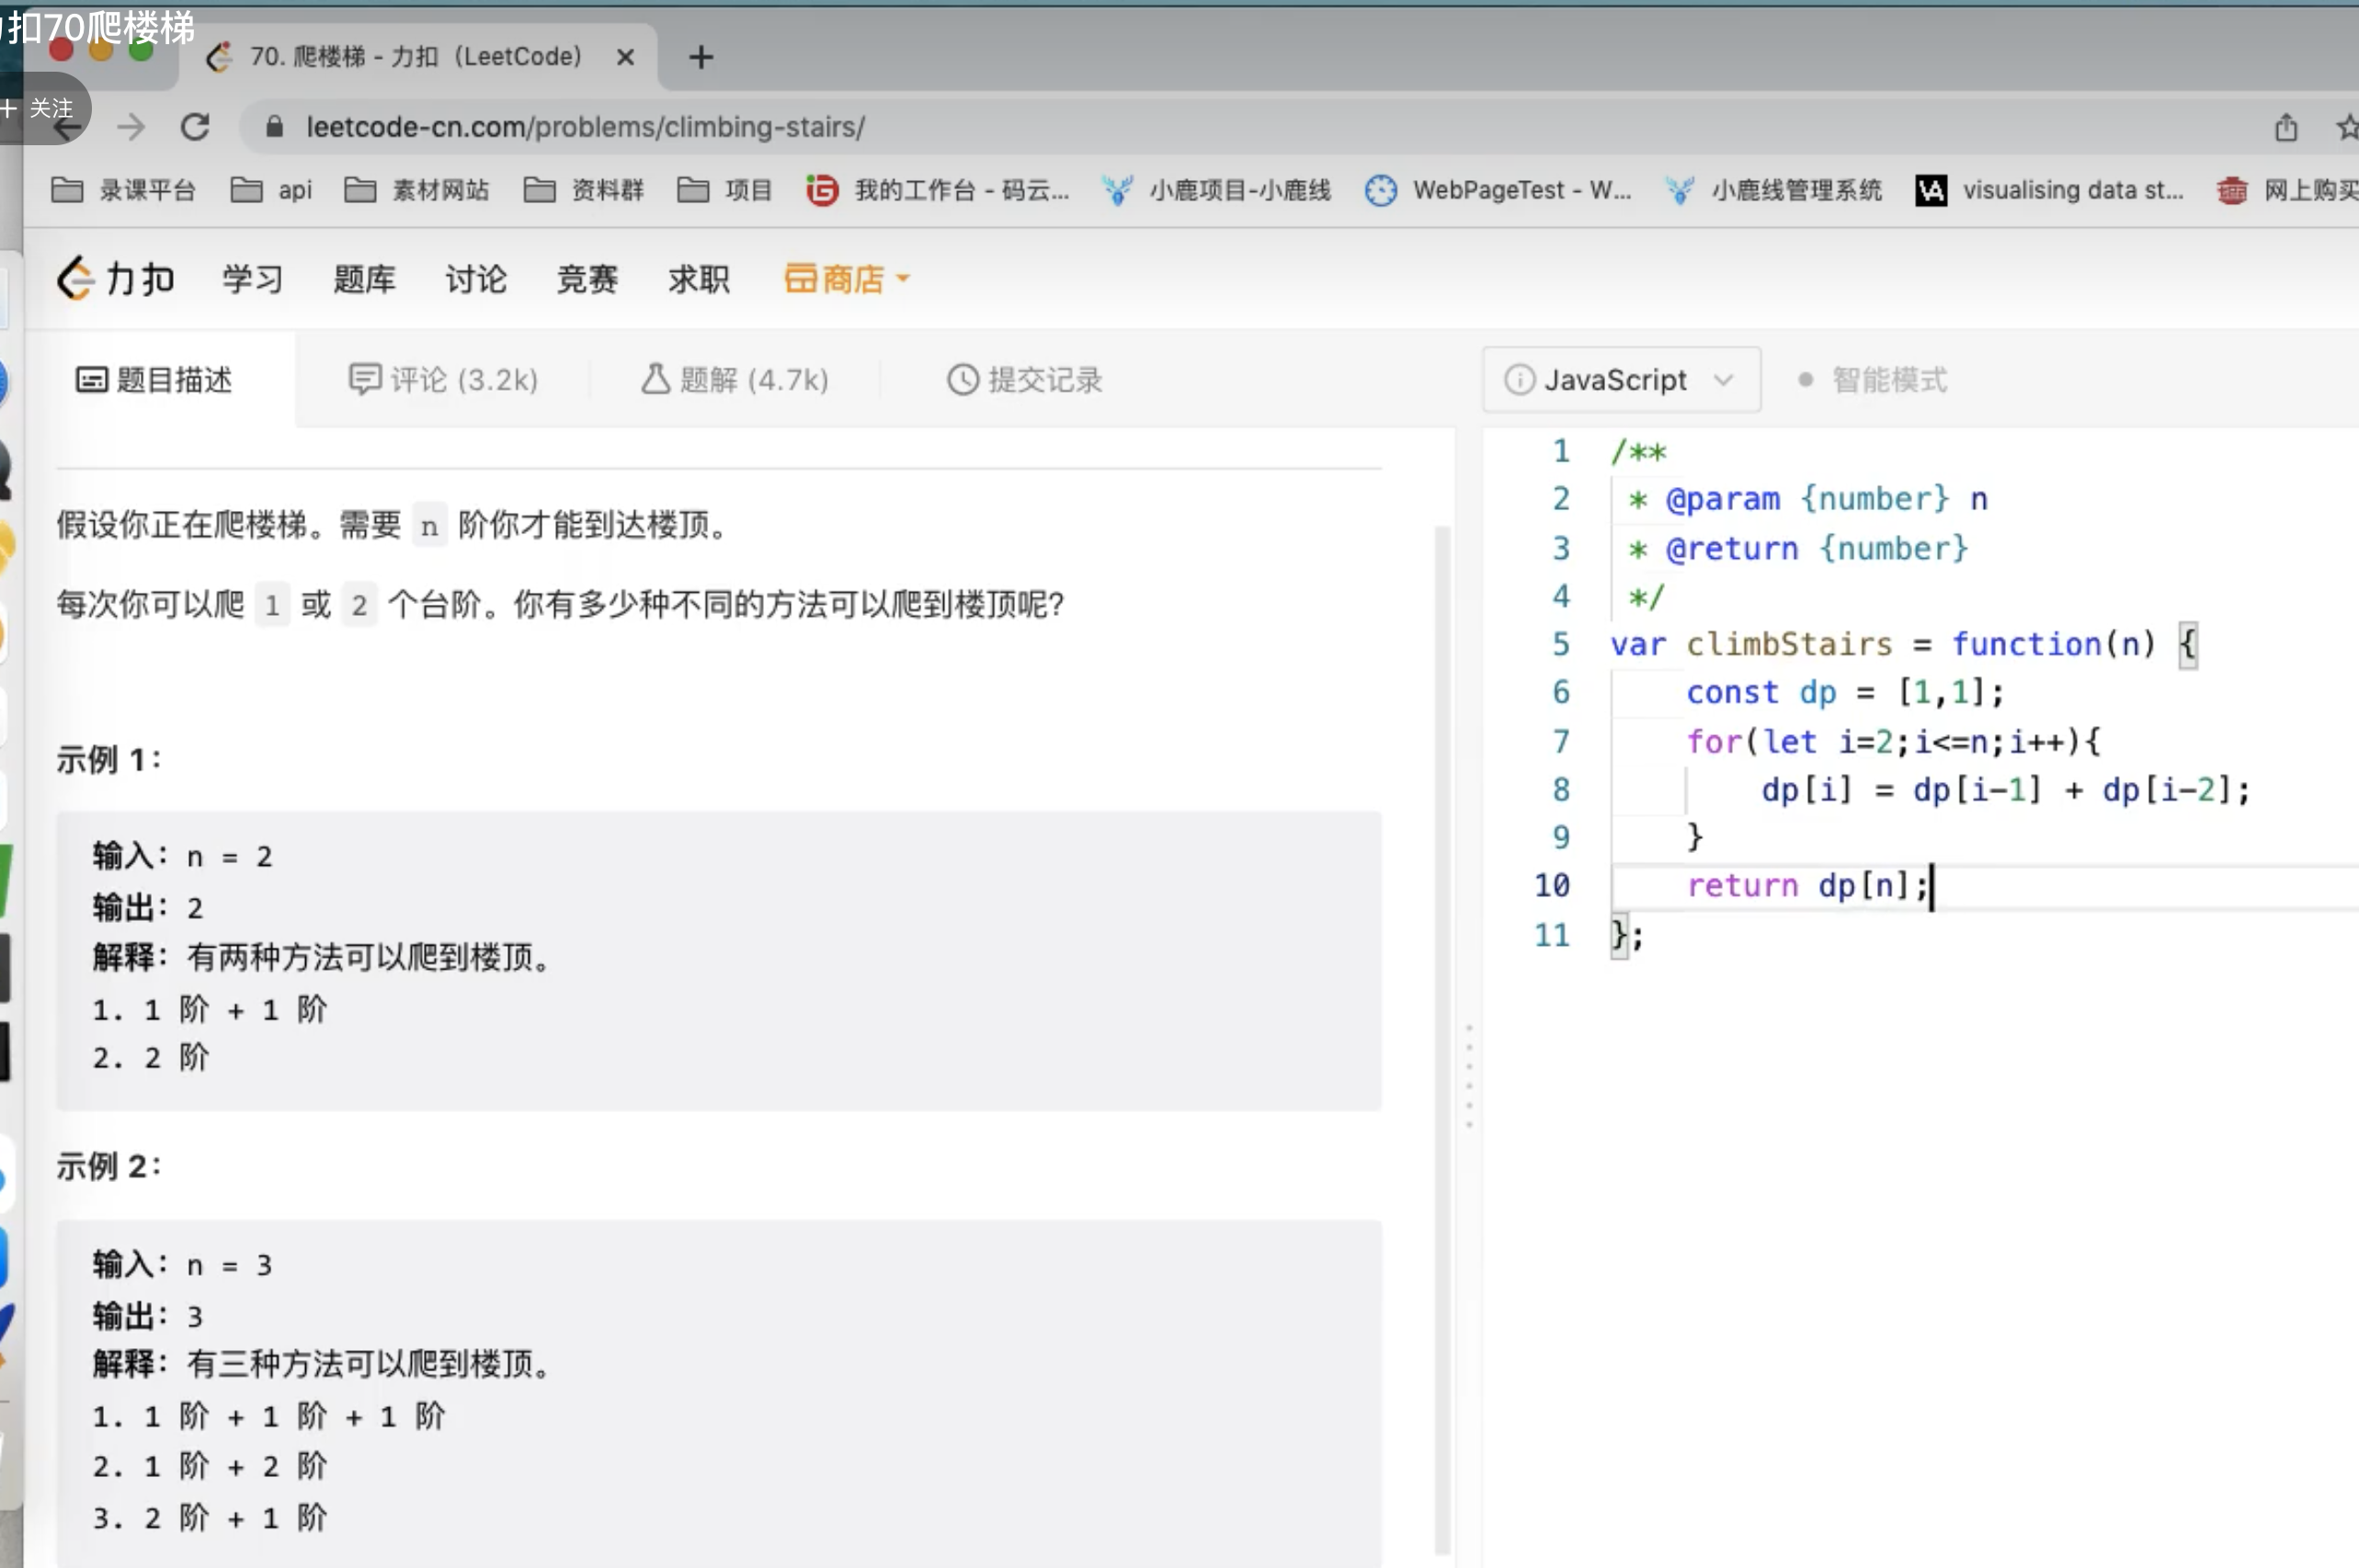 扣70爬楼梯
70. 爬楼梯 - 力扣（LeetCode）
+ 关注
leetcode-cn.com/problems/climbing-stairs/
录课平台 api 素材网站 资料群 项目 我的工作台 - 码云... 小鹿项目-小鹿线 WebPageTest - W... 小鹿线管理系统 visualising data st... 网上购买
力扣 学习 题库 讨论 竞赛 求职 商店
题目描述 评论 (3.2k) 题解 (4.7k) 提交记录
假设你正在爬楼梯。需要 n 阶你才能到达楼顶。
每次你可以爬 1 或 2 个台阶。你有多少种不同的方法可以爬到楼顶呢？
示例 1：
输入：n = 2
输出：2
解释：有两种方法可以爬到楼顶。
1. 1 阶 + 1 阶
2. 2 阶
示例 2：
输入：n = 3
输出：3
解释：有三种方法可以爬到楼顶。
1. 1 阶 + 1 阶 + 1 阶
2. 1 阶 + 2 阶
3. 2 阶 + 1 阶
JavaScript 智能模式
1 /**
2 * @param {number} n
3 * @return {number}
4 */
5 var climbStairs = function(n) {
6 const dp = [1,1];
7 for(let i=2;i<=n;i++){
8 dp[i] = dp[i-1] + dp[i-2];
9 }
10 return dp[n];
11 };